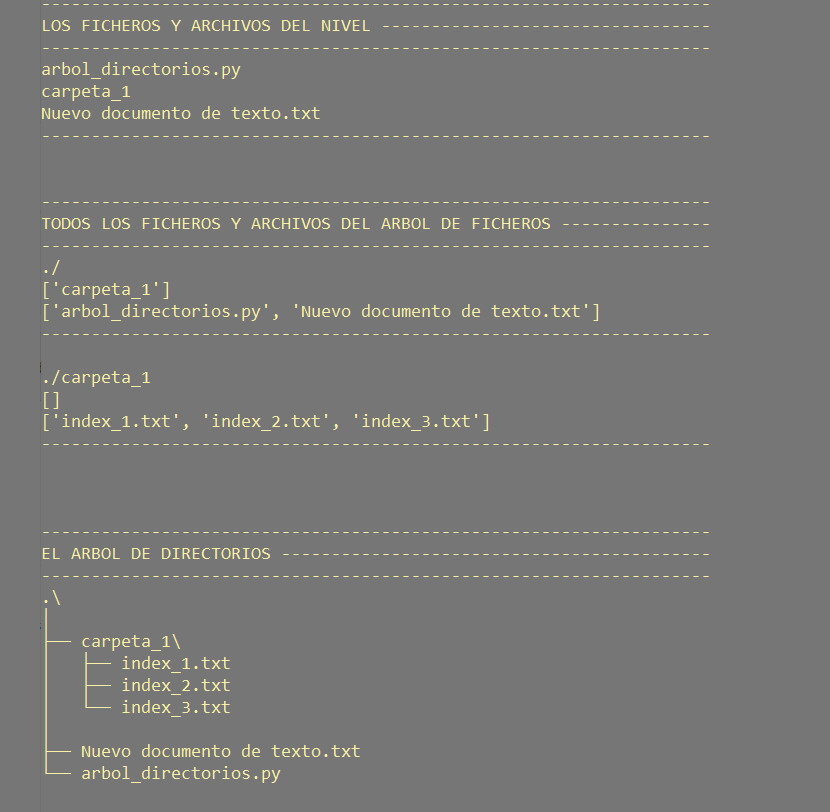 -------------------------------------------------------------------
LOS FICHEROS Y ARCHIVOS DEL NIVEL ---------------------------------
-------------------------------------------------------------------
arbol_directorios.py
carpeta_1
Nuevo documento de texto.txt
-------------------------------------------------------------------
-------------------------------------------------------------------
TODOS LOS FICHEROS Y ARCHIVOS DEL ARBOL DE FICHEROS ---------------
-------------------------------------------------------------------
./
['carpeta_1']
['arbol_directorios.py', 'Nuevo documento de texto.txt']
-------------------------------------------------------------------
./carpeta_1
[]
['index_1.txt', 'index_2.txt', 'index_3.txt']
-------------------------------------------------------------------
-------------------------------------------------------------------
EL ARBOL DE DIRECTORIOS -------------------------------------------
-------------------------------------------------------------------
.\
│
├── carpeta_1\
│   ├── index_1.txt
│   ├── index_2.txt
│   └── index_3.txt
│
├── Nuevo documento de texto.txt
└── arbol_directorios.py